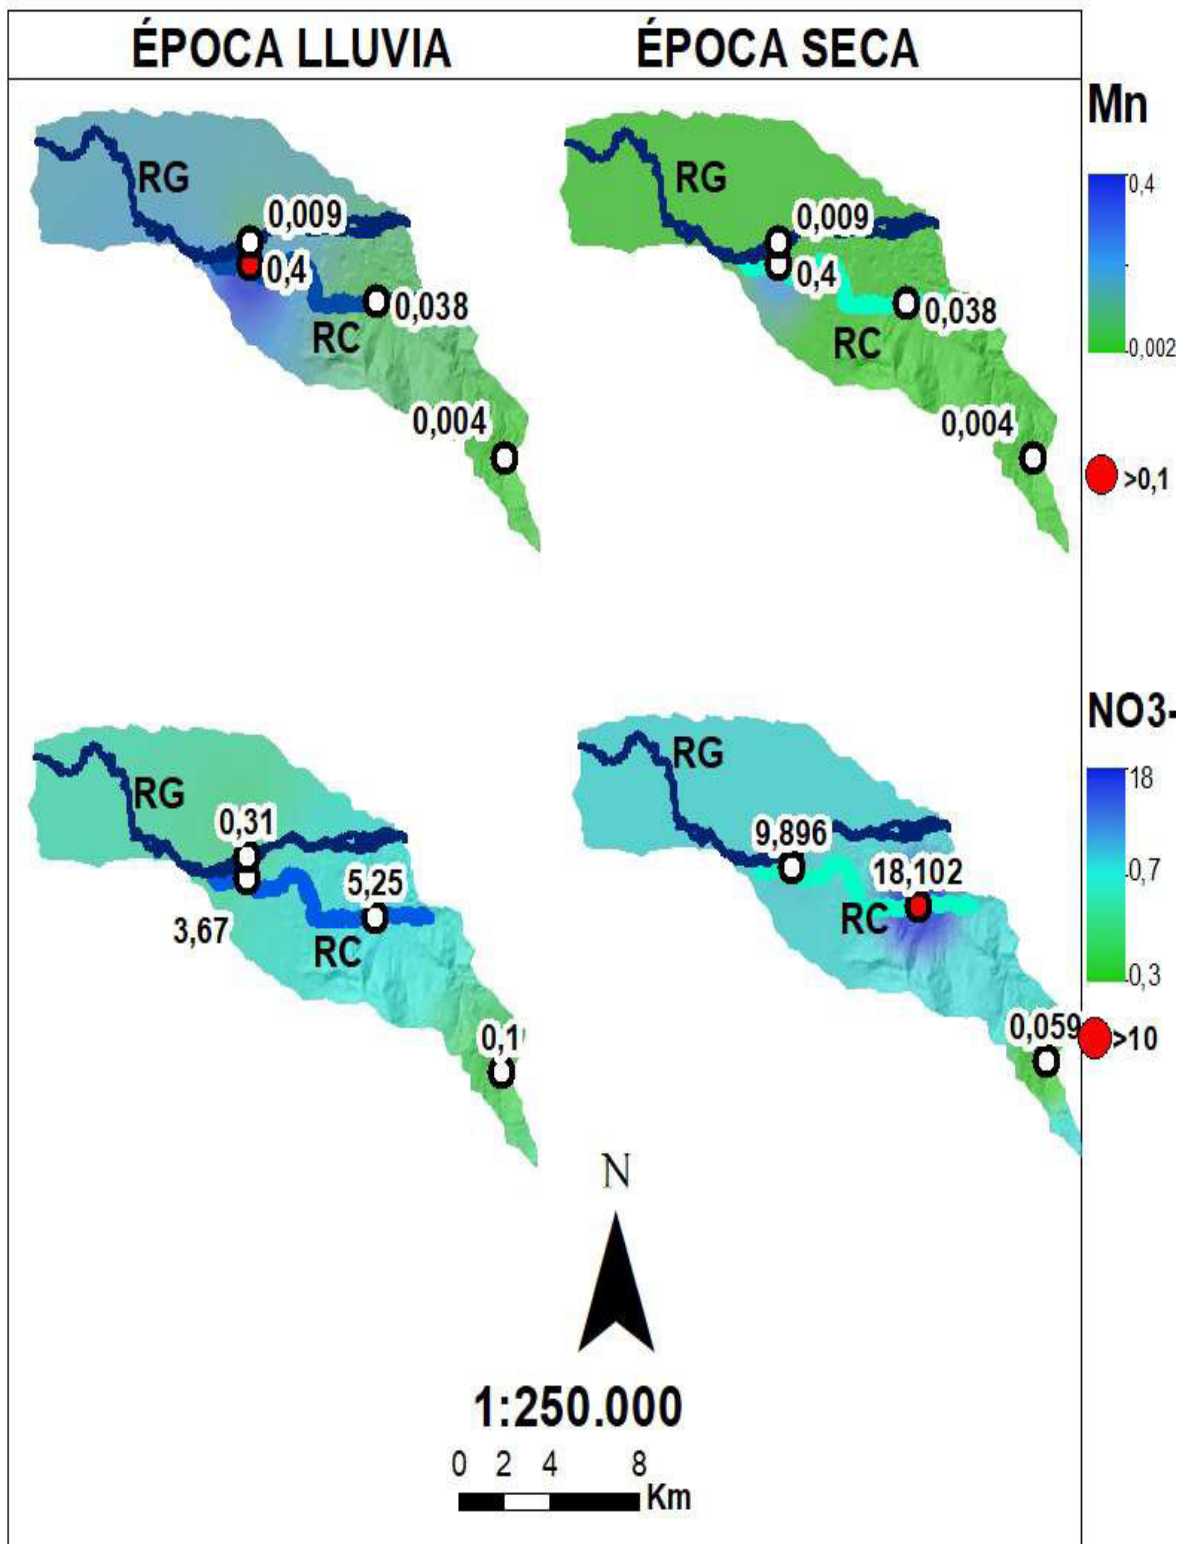 ÉPOCA LLUVIA
ÉPOCA SECA
Mn
0,4
0,002
>0,1
RG
0,009
0,4
0,038
RC
0,004
RG
0,009
0,4
0,038
RC
0,004
NO3-
18
0,7
0,3
>10
RG
0,31
5,25
3,67
RC
0,1
RG
9,896
18,102
RC
0,059
N
1:250.000
0 2 4 8
Km